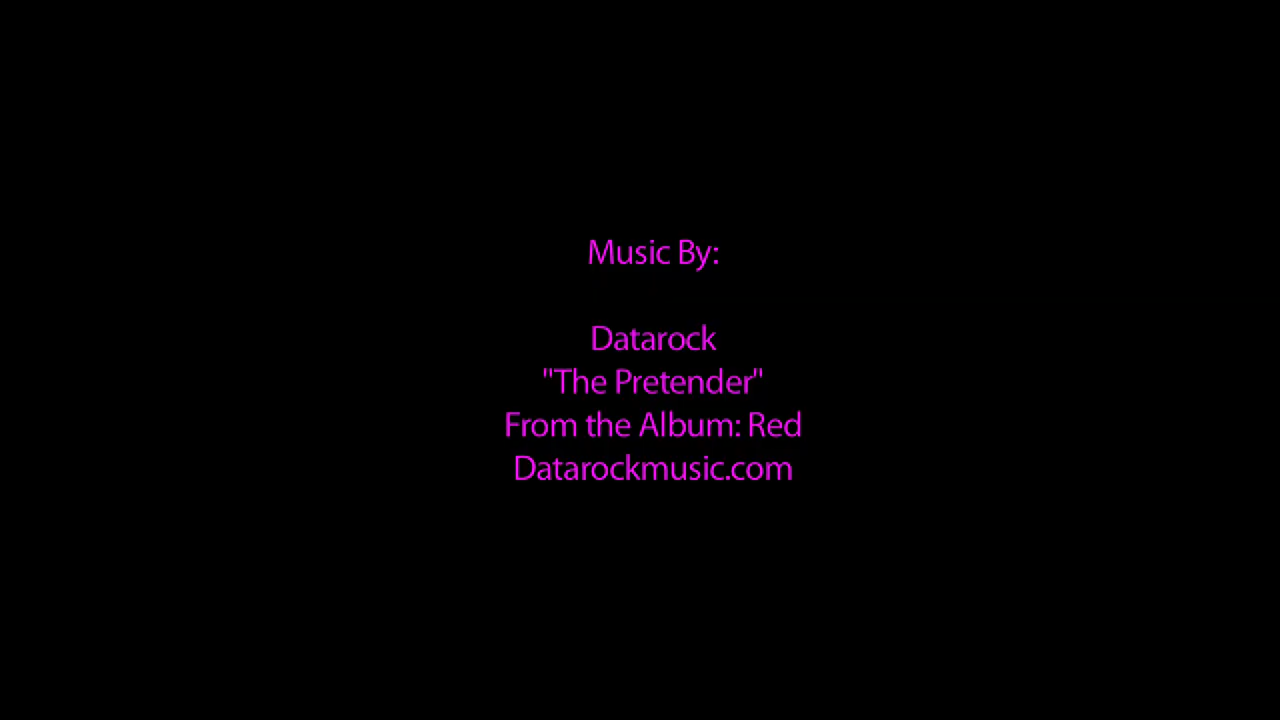 Music By:
Datarock
"The Pretender"
From the Album: Red
Datarockmusic.com